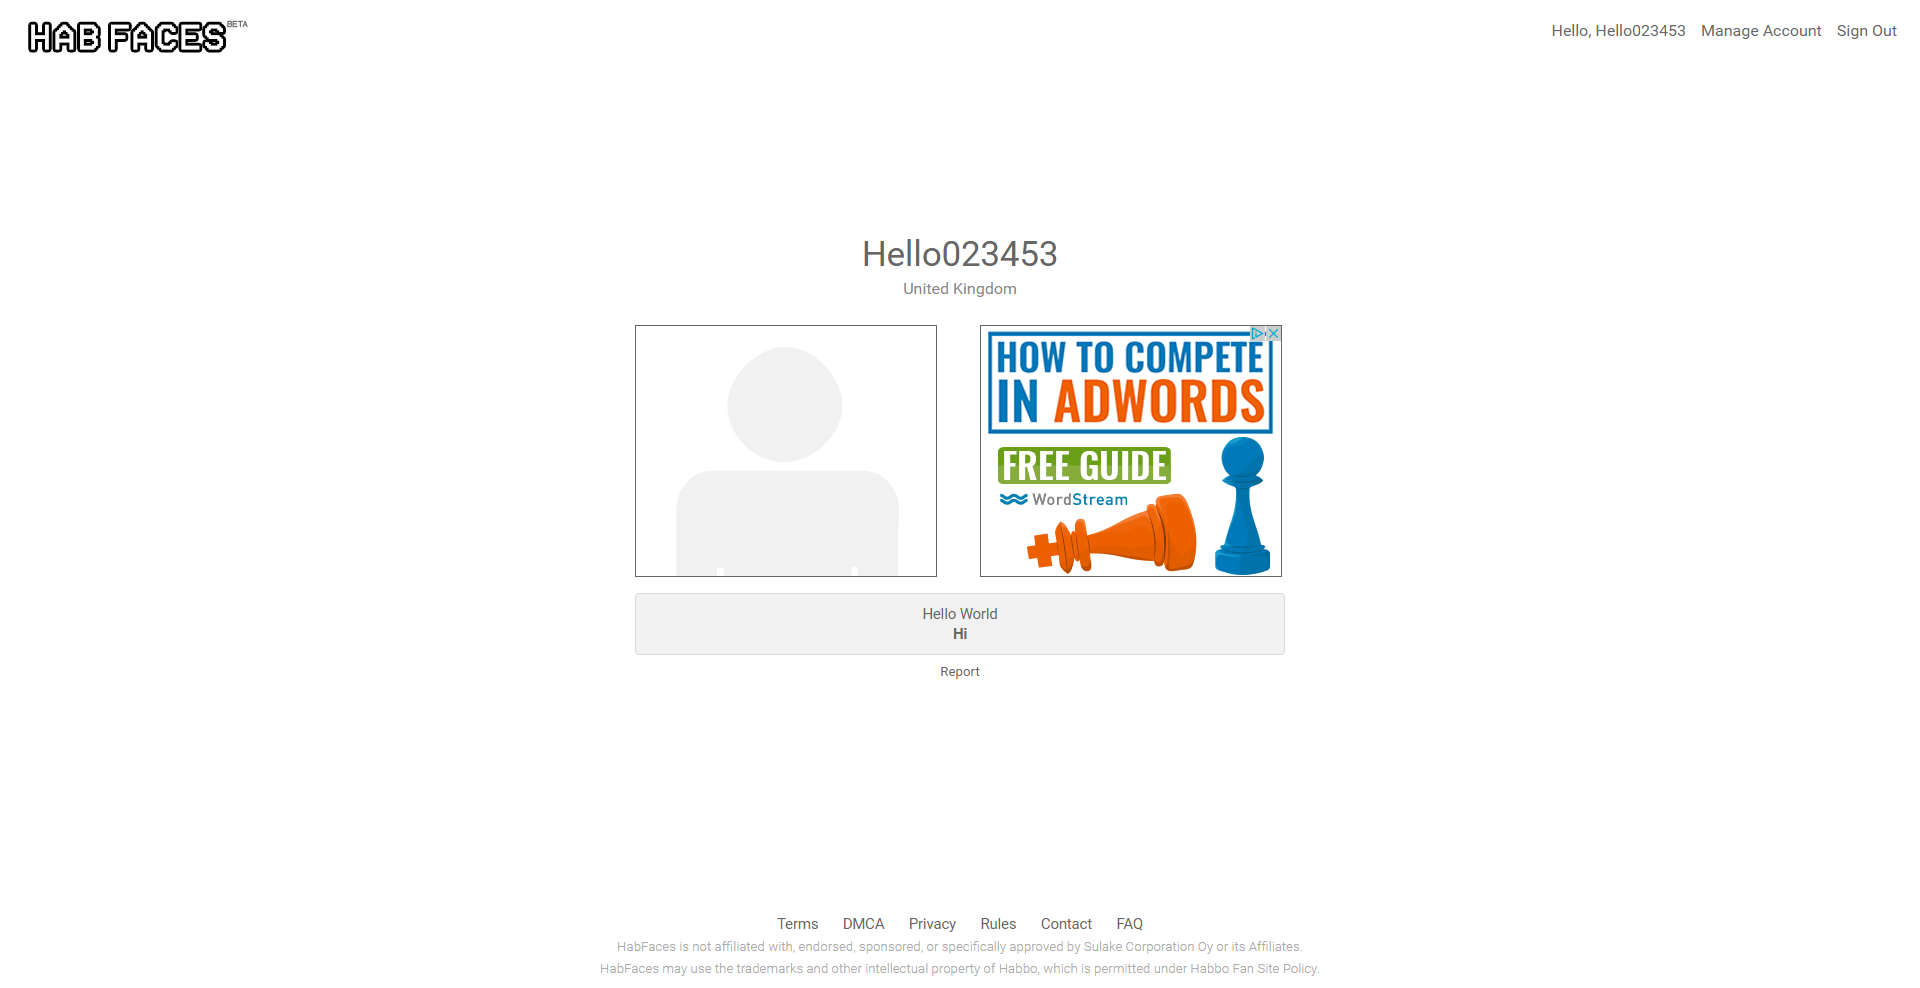 HAB FACES BETA
Hello, Hello023453 Manage Account Sign Out
Hello023453
United Kingdom
HOW TO COMPETE
IN ADWORDS
FREE GUIDE
WordStream
Hello World
Hi
Report
Terms DMCA Privacy Rules Contact FAQ
HabFaces is not affiliated with, endorsed, sponsored, or specifically approved by Sulake Corporation Oy or its Affiliates.
HabFaces may use the trademarks and other intellectual property of Habbo, which is permitted under Habbo Fan Site Policy.